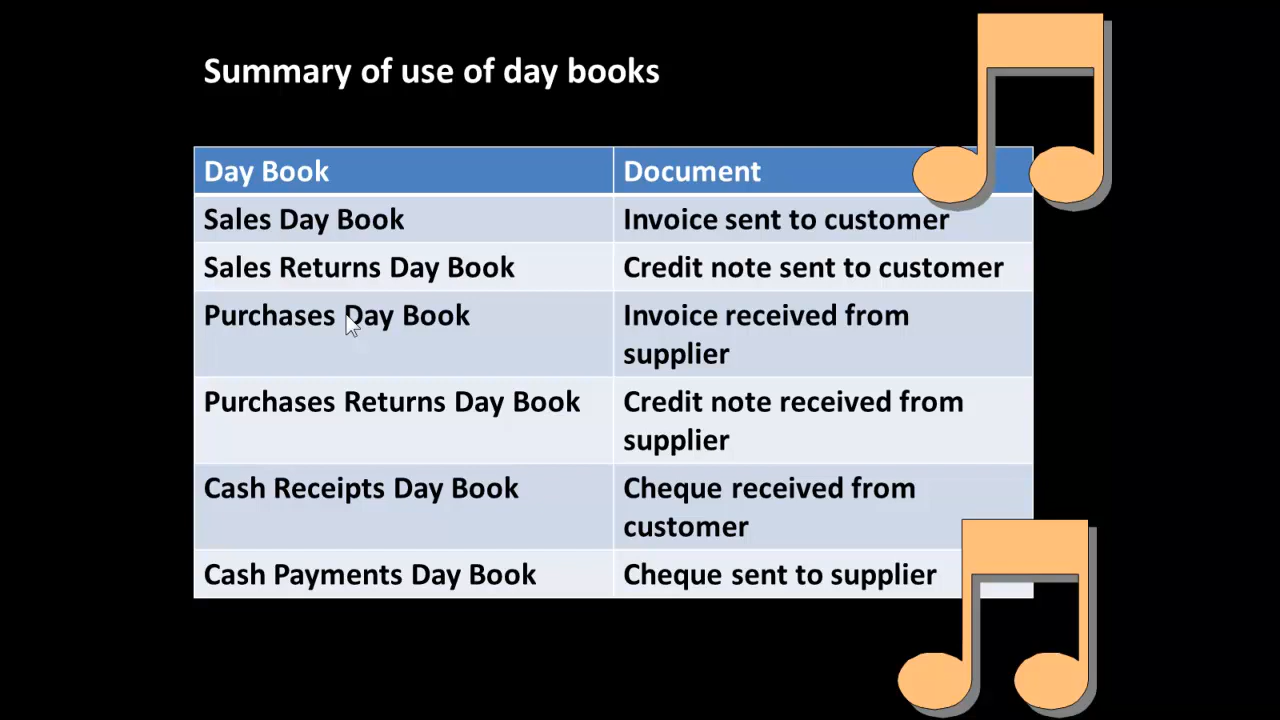 Summary of use of day books
Day Book
Document
Sales Day Book
Invoice sent to customer
Sales Returns Day Book
Credit note sent to customer
Purchases Day Book
Invoice received from
supplier
Purchases Returns Day Book
Credit note received from
supplier
Cash Receipts Day Book
Cheque received from
customer
Cash Payments Day Book
Cheque sent to supplier